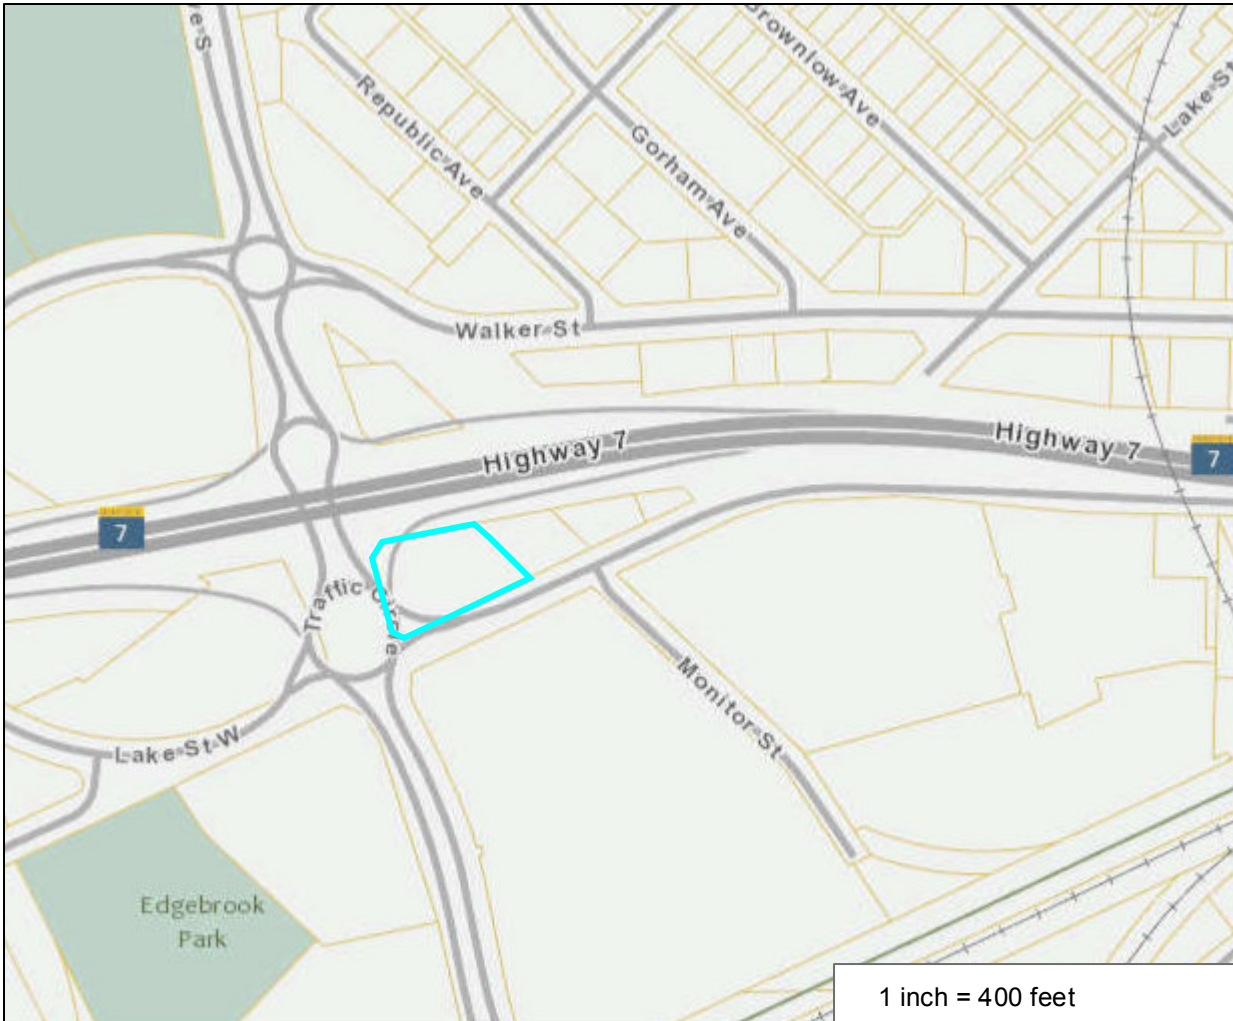 ve S
Republic Ave
Gorham Ave
Brownlow Ave
Lake St
Walker St
Highway 7
Highway 7
7
7
Traffic Circle
Monitor St
Lake St W
Edgebrook
Park
1 inch = 400 feet